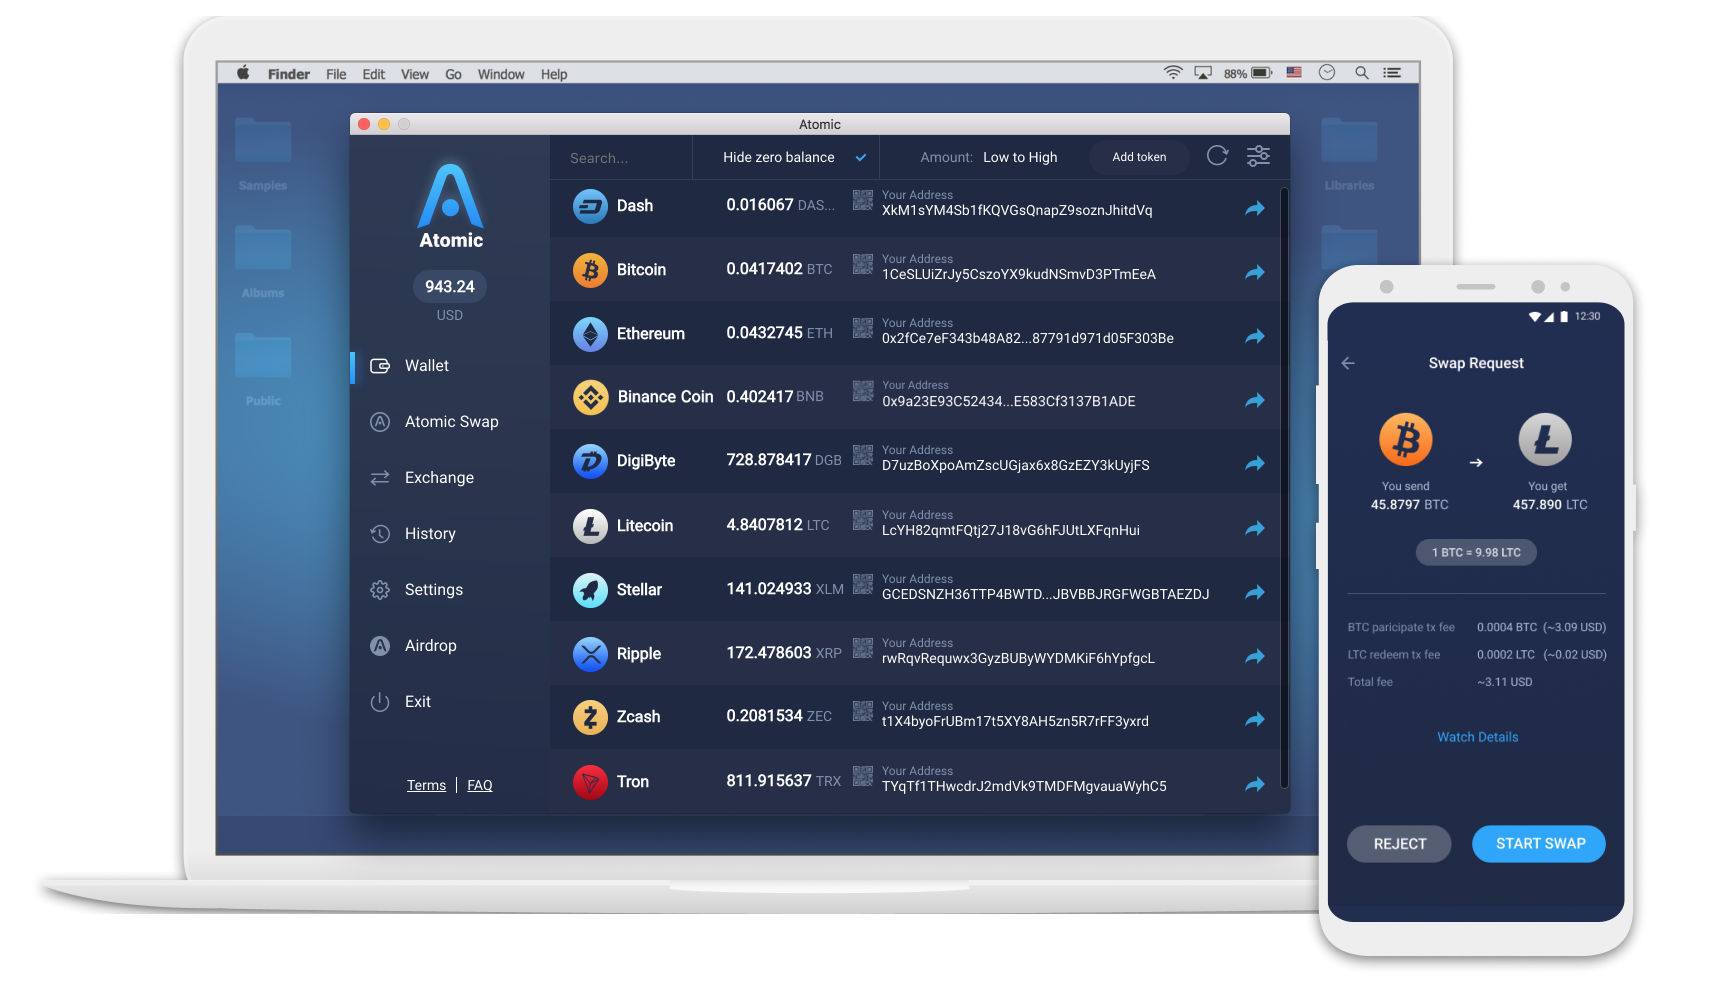 Finder File Edit View Go Window Help 88%
Atomic
Samples
Albums
Public
Libraries
Atomic
943.24
USD
Wallet
Atomic Swap
Exchange
History
Settings
Airdrop
Exit
Terms | FAQ
Search... Hide zero balance Amount: Low to High Add token
Your Address
Dash 0.016067 DAS... XkM1sYM4Sb1fKQVGsQnapZ9soznJhitdVq
Your Address
Bitcoin 0.0417402 BTC 1CeSLUiZrJy5CszoYX9kudNSmvD3PTmEeA
Your Address
Ethereum 0.0432745 ETH 0x2fCe7eF343b48A82...87791d971d05F303Be
Your Address
Binance Coin 0.402417 BNB 0x9a23E93C52434...E583Cf3137B1ADE
Your Address
DigiByte 728.878417 DGB D7uzBoXpoAmZscUGjax6x8GzEZY3kUyjFS
Your Address
Litecoin 4.8407812 LTC LcYH82qmtFQtj27J18vG6hFJUtLXFqnHui
Your Address
Stellar 141.024933 XLM GCEDSNZH36TTP4BWTD...JBVBBJRGFWGBTAEZDJ
Your Address
Ripple 172.478603 XRP rwRqvRequwx3GyzBUByWYDMKiF6hYpfgcL
Your Address
Zcash 0.2081534 ZEC t1X4byoFrUBm17t5XY8AH5zn5R7rFF3yxrd
Your Address
Tron 811.915637 TRX TYqTf1THwcdrJ2mdVk9TMDFMgvauaWyhC5
12:30
Swap Request
You send You get
45.8797 BTC 457.890 LTC
1 BTC = 9.98 LTC
BTC paricipate tx fee 0.0004 BTC (~3.09 USD)
LTC redeem tx fee 0.0002 LTC (~0.02 USD)
Total fee ~3.11 USD
Watch Details
REJECT START SWAP